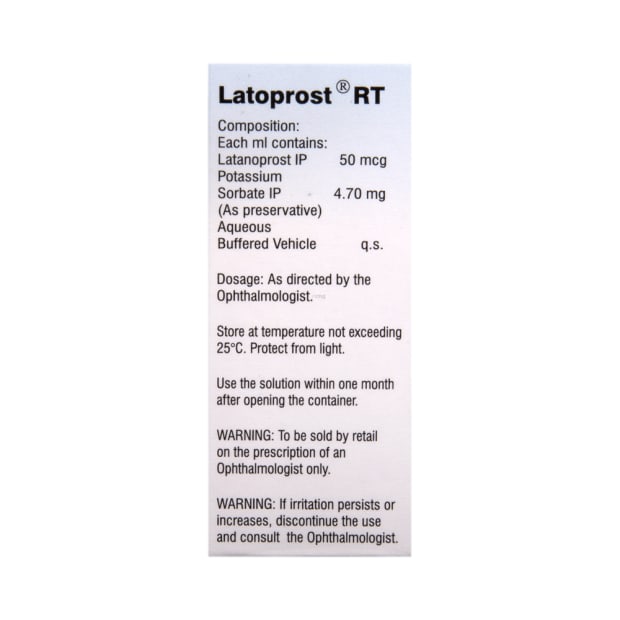 Latoprost® RT
Composition:
Each ml contains:
Latanoprost IP 50 mcg
Potassium
Sorbate IP 4.70 mg
(As preservative)
Aqueous
Buffered Vehicle q.s.
Dosage: As directed by the
Ophthalmologist.
Store at temperature not exceeding
25°C. Protect from light.
Use the solution within one month
after opening the container.
WARNING: To be sold by retail
on the prescription of an
Ophthalmologist only.
WARNING: If irritation persists or
increases, discontinue the use
and consult the Ophthalmologist.